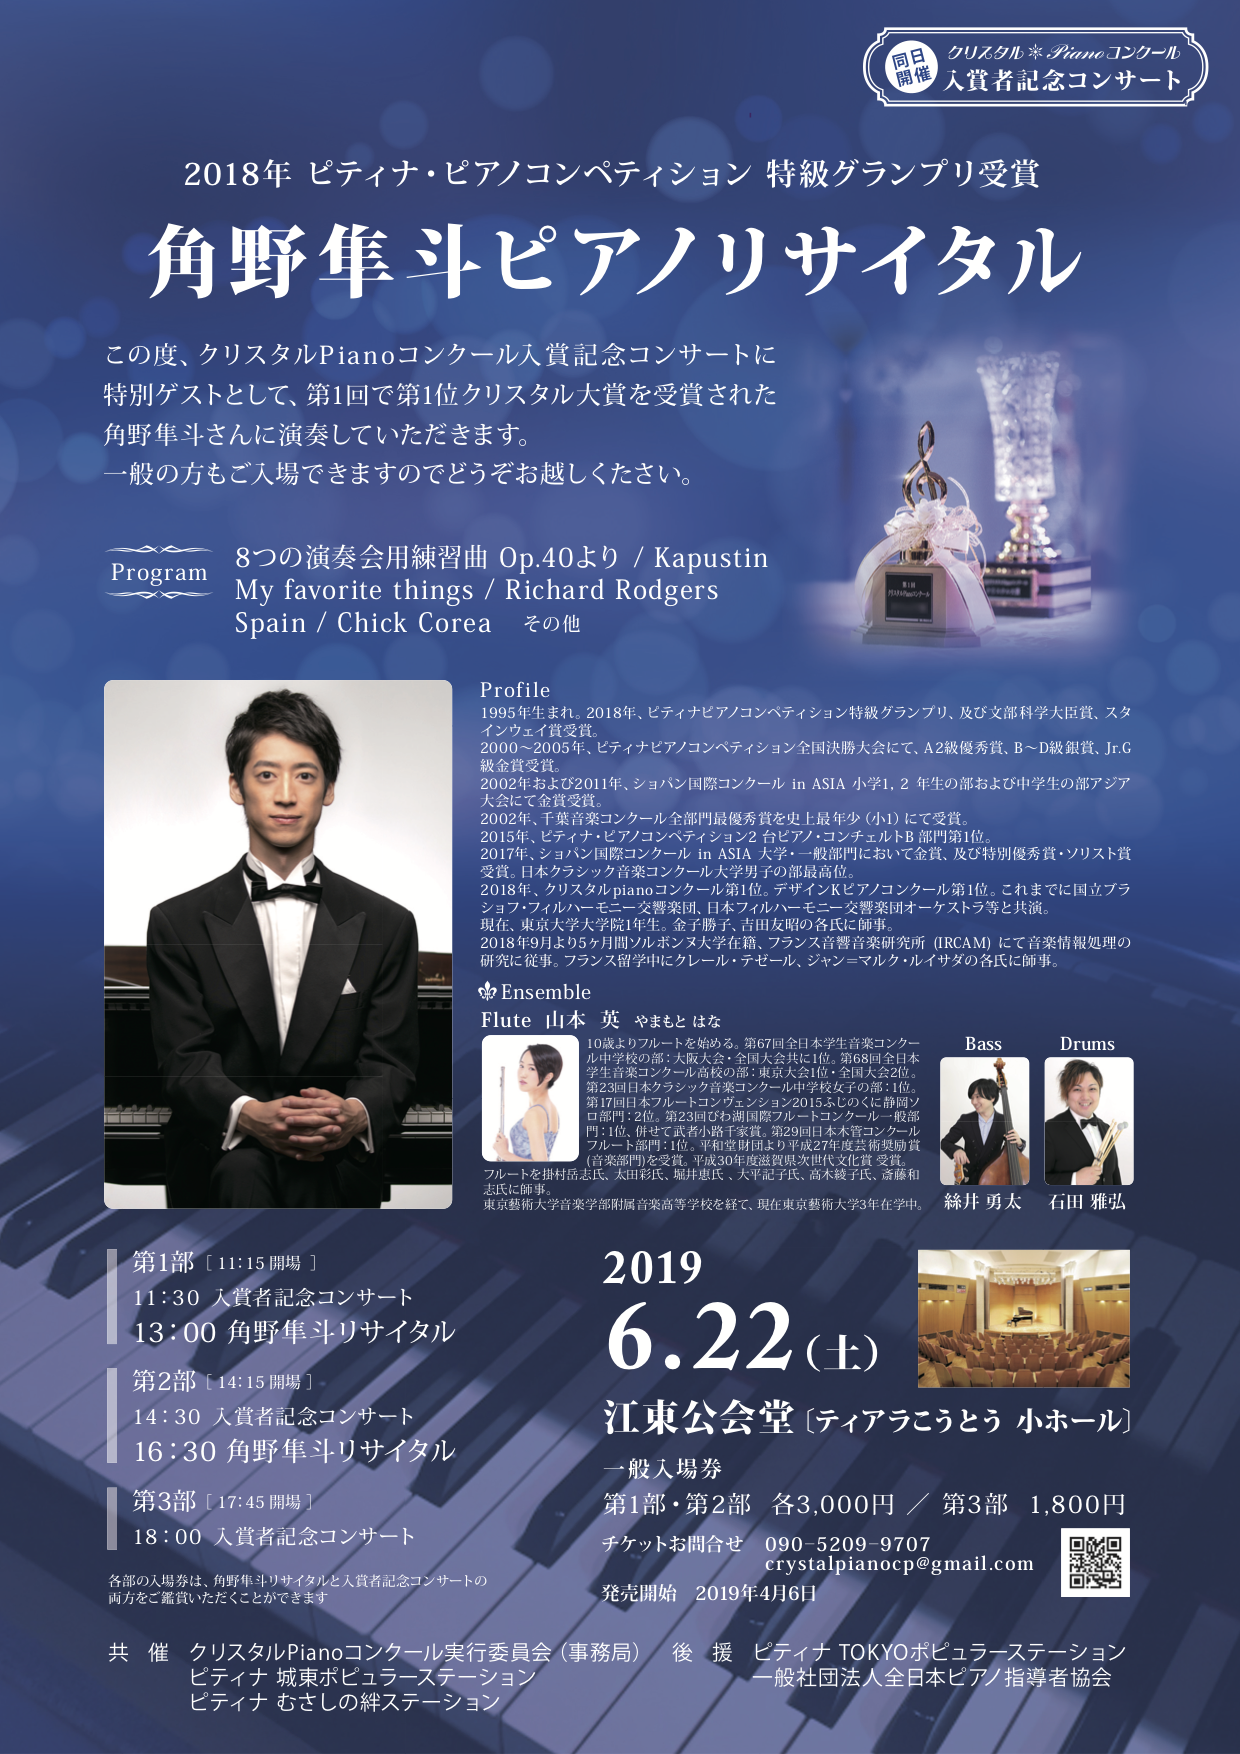 同日
開催
クリスタル＊Pianoコンクール
入賞者記念コンサート
2018年 ピティナ・ピアノコンペティション 特級グランプリ受賞
角野隼斗ピアノリサイタル
この度、クリスタルPianoコンクール入賞記念コンサートに
特別ゲストとして、第1回で第1位クリスタル大賞を受賞された
角野隼斗さんに演奏していただきます。
一般の方もご入場できますのでどうぞお越しください。
第1回
クリスタルPianoコンクール
Program
8つの演奏会用練習曲 Op.40より / Kapustin
My favorite things / Richard Rodgers
Spain / Chick Corea その他
Profile
1995年生まれ。2018年、ピティナピアノコンペティション特級グランプリ、及び文部科学大臣賞、スタ
インウェイ賞受賞。
2000〜2005年、ピティナピアノコンペティション全国決勝大会にて、A2級優秀賞、B〜D級銀賞、Jr.G
級金賞受賞。
2002年および2011年、ショパン国際コンクール in ASIA 小学1, 2 年生の部および中学生の部アジア
大会にて金賞受賞。
2002年、千葉音楽コンクール全部門最優秀賞を史上最年少（小1）にて受賞。
2015年、ピティナ・ピアノコンペティション2 台ピアノ・コンチェルトB 部門第1位。
2017年、ショパン国際コンクール in ASIA 大学・一般部門において金賞、及び特別優秀賞・ソリスト賞
受賞。日本クラシック音楽コンクール大学男子の部最高位。
2018年、クリスタルpianoコンクール第1位。デザインKピアノコンクール第1位。これまでに国立ブラ
ショフ・フィルハーモニー交響楽団、日本フィルハーモニー交響楽団オーケストラ等と共演。
現在、東京大学大学院1年生。金子勝子、吉田友昭の各氏に師事。
2018年9月より5ヶ月間ソルボンヌ大学在籍、フランス音響音楽研究所 (IRCAM) にて音楽情報処理の
研究に従事。フランス留学中にクレール・テゼール、ジャン＝マルク・ルイサダの各氏に師事。
Ensemble
Flute 山本 英 やまもと はな
10歳よりフルートを始める。第67回全日本学生音楽コンクー
ル中学校の部：大阪大会・全国大会共に1位。第68回全日本
学生音楽コンクール高校の部：東京大会1位・全国大会2位。
第23回日本クラシック音楽コンクール中学校女子の部：1位。
第17回日本フルートコンヴェンション2015ふじのくに静岡ソ
ロ部門：2位。第23回びわ湖国際フルートコンクール一般部
門：1位、併せて武者小路千家賞。第29回日本木管コンクール
フルート部門：1位。平和堂財団より平成27年度芸術奨励賞
(音楽部門)を受賞。平成30年度滋賀県次世代文化賞 受賞。
フルートを掛村岳志氏、太田彩氏、堀井恵氏 、大平記子氏、高木綾子氏、斎藤和
志氏に師事。
東京藝術大学音楽学部附属音楽高等学校を経て、現在東京藝術大学3年在学中。
Bass
絲井 勇太
Drums
石田 雅弘
第1部［ 11:15 開場 ］
11：30 入賞者記念コンサート
13：00 角野隼斗リサイタル
第2部［ 14:15 開場 ］
14：30 入賞者記念コンサート
16：30 角野隼斗リサイタル
第3部［ 17:45 開場 ］
18：00 入賞者記念コンサート
各部の入場券は、角野隼斗リサイタルと入賞者記念コンサートの
両方をご鑑賞いただくことができます
2019
6.22（土）
江東公会堂〔ティアラこうとう 小ホール〕
一般入場券
第1部・第2部 各3,000円 ／ 第3部 1,800円
チケットお問合せ 090-5209-9707
crystalpianocp@gmail.com
発売開始 2019年4月6日
共 催 クリスタルPianoコンクール実行委員会（事務局）
ピティナ 城東ポピュラーステーション
ピティナ むさしの絆ステーション
後 援 ピティナ TOKYOポピュラーステーション
一般社団法人全日本ピアノ指導者協会